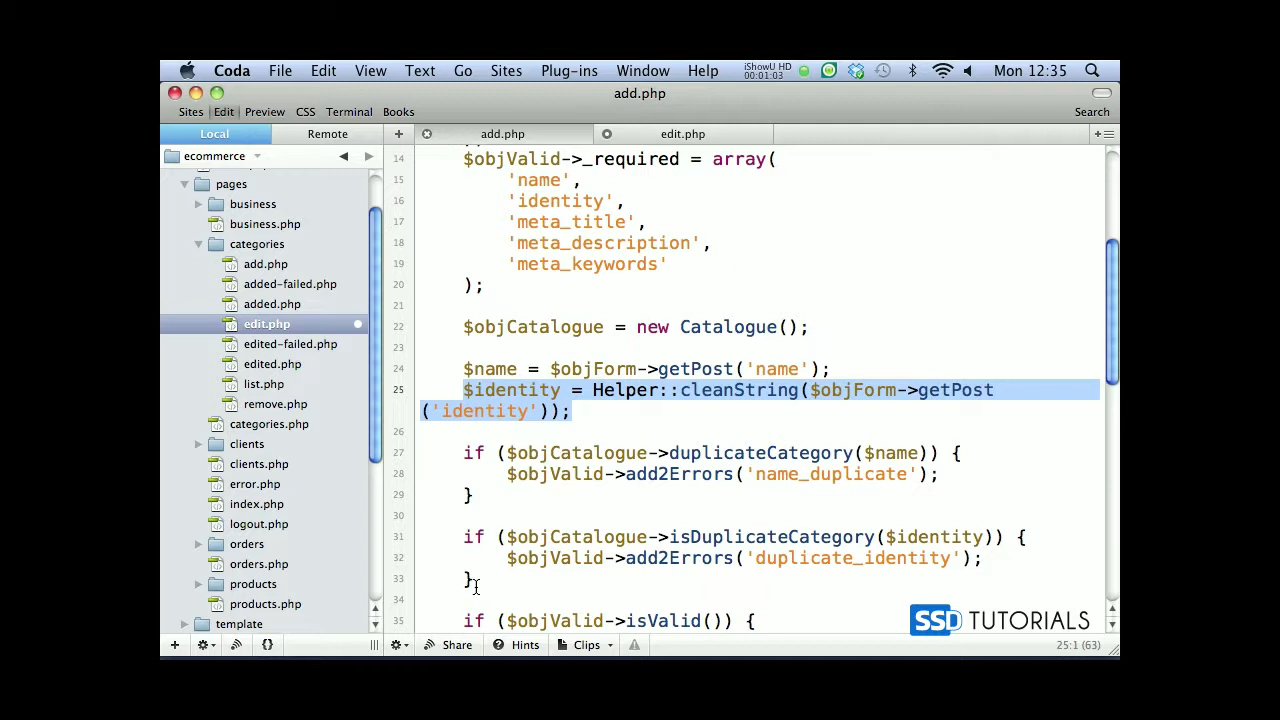 Coda File Edit View Text Go Sites Plug-ins Window Help iShowU HD 00:01:03 Mon 12:35
add.php
Sites Edit Preview CSS Terminal Books Search
Local Remote + add.php edit.php
ecommerce
pages
business
business.php
categories
add.php
added-failed.php
added.php
edit.php
edited-failed.php
edited.php
list.php
remove.php
categories.php
clients
clients.php
error.php
index.php
logout.php
orders
orders.php
products
products.php
template
14 $objValid->_required = array(
15 'name',
16 'identity',
17 'meta_title',
18 'meta_description',
19 'meta_keywords'
20 );
21
22 $objCatalogue = new Catalogue();
23
24 $name = $objForm->getPost('name');
25 $identity = Helper::cleanString($objForm->getPost
('identity'));
26
27 if ($objCatalogue->duplicateCategory($name)) {
28 $objValid->add2Errors('name_duplicate');
29 }
30
31 if ($objCatalogue->isDuplicateCategory($identity)) {
32 $objValid->add2Errors('duplicate_identity');
33 }
34
35 if ($objValid->isValid()) {
SSD TUTORIALS
+ {} Share Hints Clips 25:1 (63)